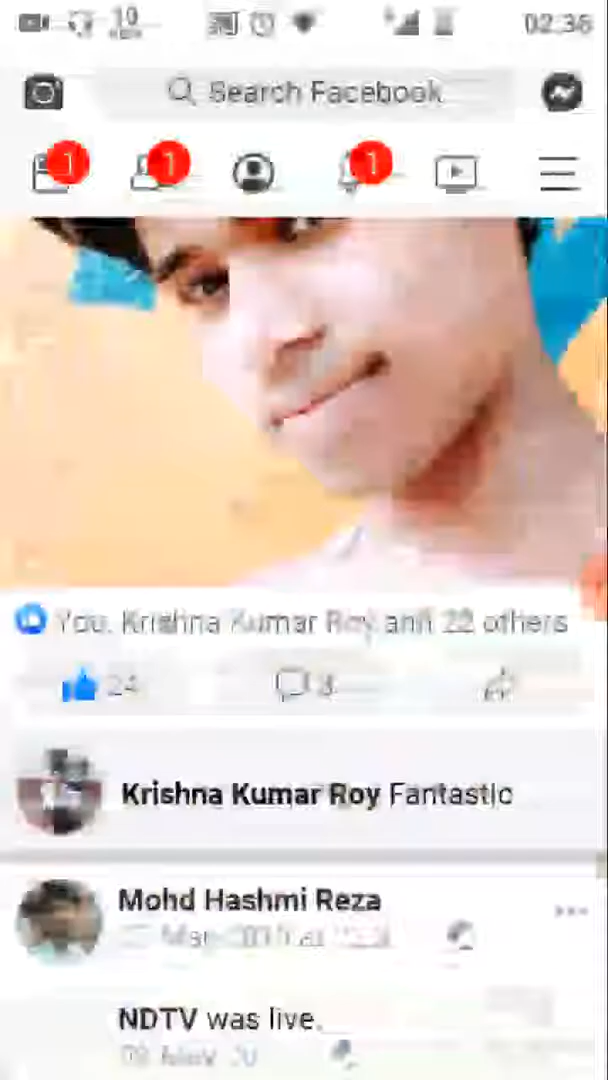 02:36
Search Facebook
1 1 1
You, Krishna Kumar Roy and 22 others
24 3
Krishna Kumar Roy Fantastic
Mohd Hashmi Reza
NDTV was live.